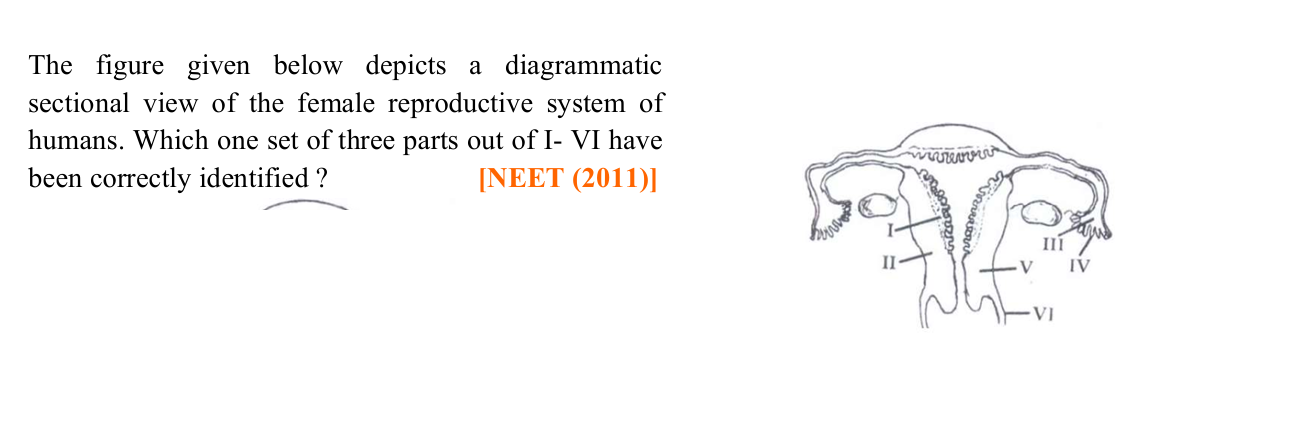 The figure given below depicts a diagrammatic
sectional view of the female reproductive system of
humans. Which one set of three parts out of I- VI have
been correctly identified ? [NEET (2011)]
I
III
II
V
IV
VI